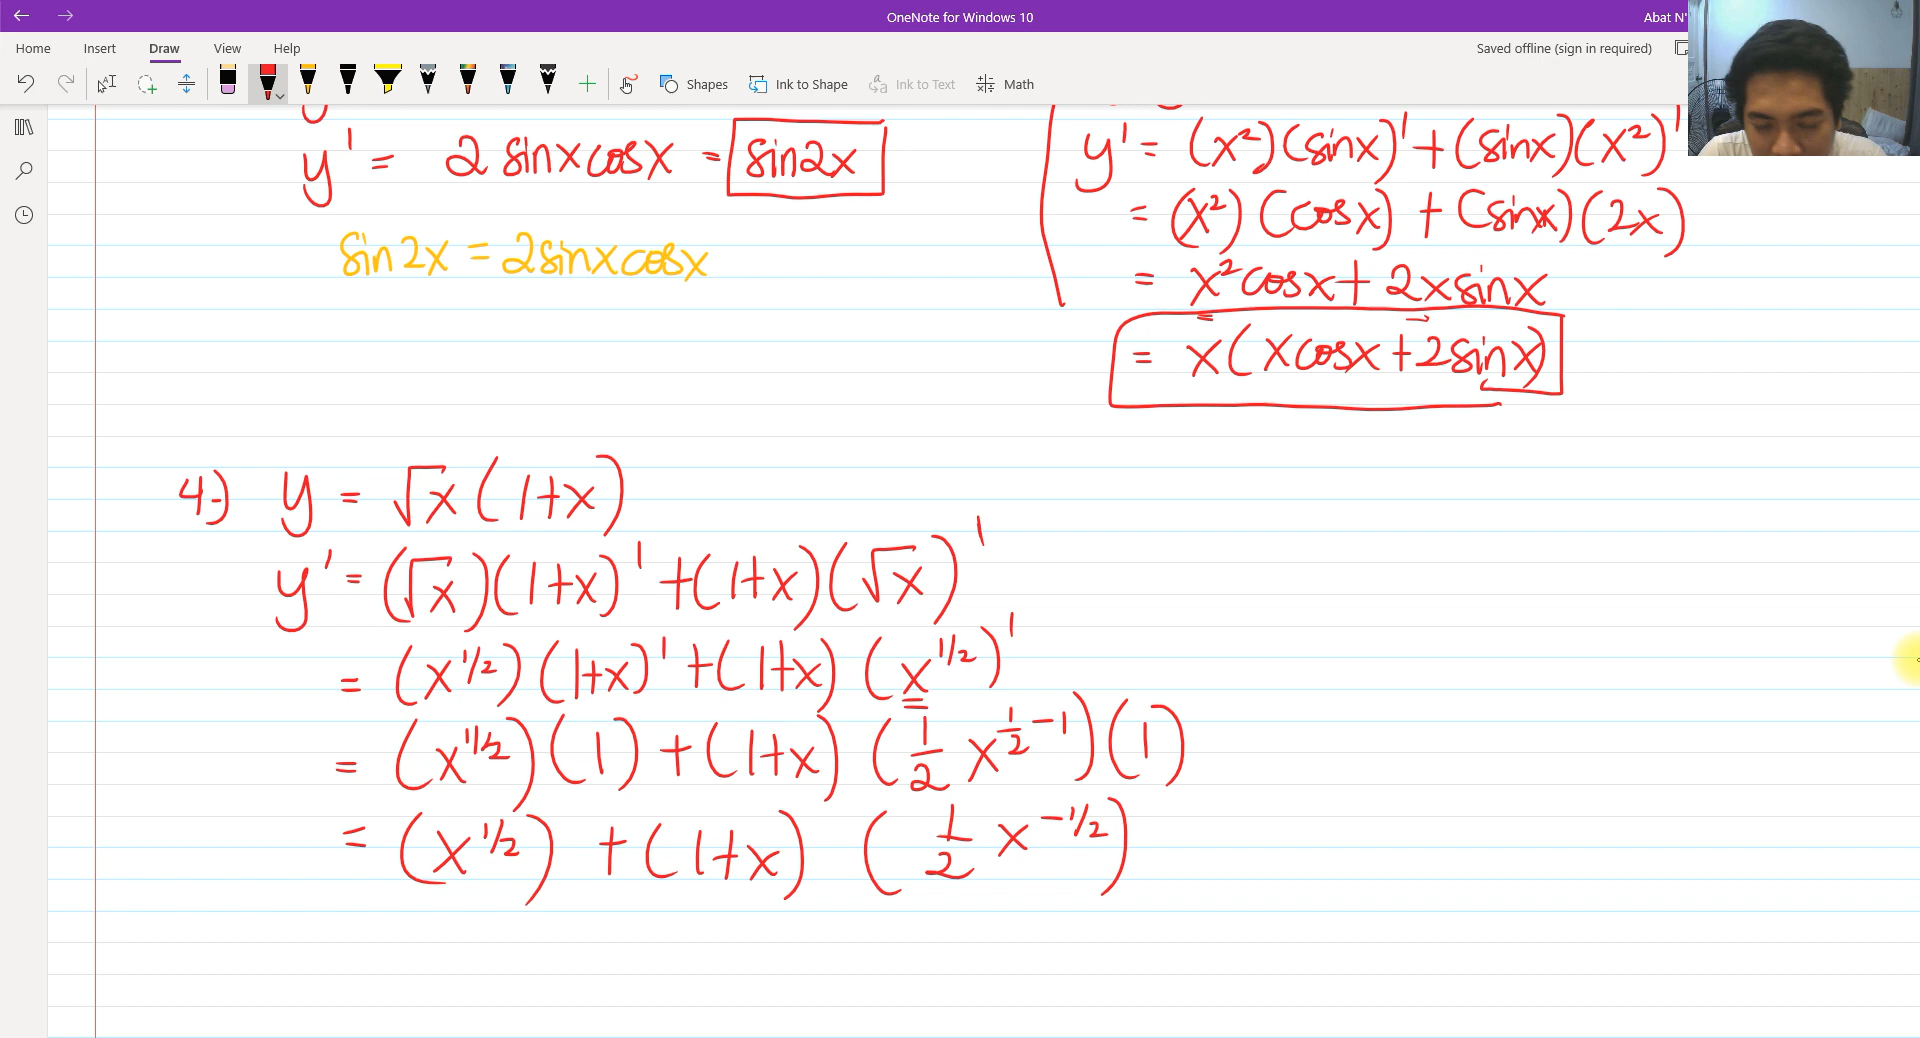 OneNote for Windows 10
Abat N'
Home Insert Draw View Help
Saved offline (sign in required)
Shapes Ink to Shape Ink to Text Math
y' = 2 sinx cosx = sin2x
sin2x = 2sinxcosx
y' = (x²)(sinx)' + (sinx)(x²)'
= (x²)(cosx) + (sinx)(2x)
= x²cosx + 2xsinx
= x(xcosx + 2sinx)
4.) y = √x (1+x)
y' = (√x)(1+x)' + (1+x)(√x)'
= (x^1/2)(1+x)' + (1+x)(x^1/2)'
= (x^1/2)(1) + (1+x)(1/2 x^(1/2 - 1))(1)
= (x^1/2) + (1+x)(1/2 x^-1/2)